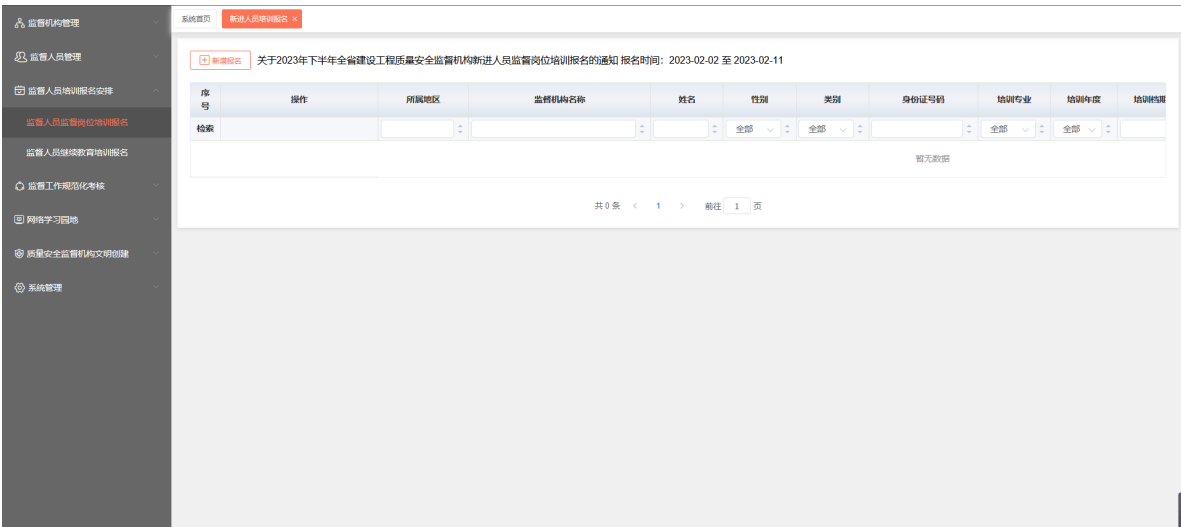 监督机构管理
监督人员管理
监督人员培训报名安排
监督人员监督岗位培训报名
监督人员继续教育培训报名
监督工作规范化考核
网络学习园地
质量安全监督机构文明创建
系统管理
系统首页 新进人员培训报名 ×
新增报名 关于2023年下半年全省建设工程质量安全监督机构新进人员监督岗位培训报名的通知 报名时间：2023-02-02 至 2023-02-11
序号 操作 所属地区 监督机构名称 姓名 性别 类别 身份证号码 培训专业 培训年度 培训档期
检索 全部 全部 全部 全部
暂无数据
共 0 条 < 1 > 前往 1 页